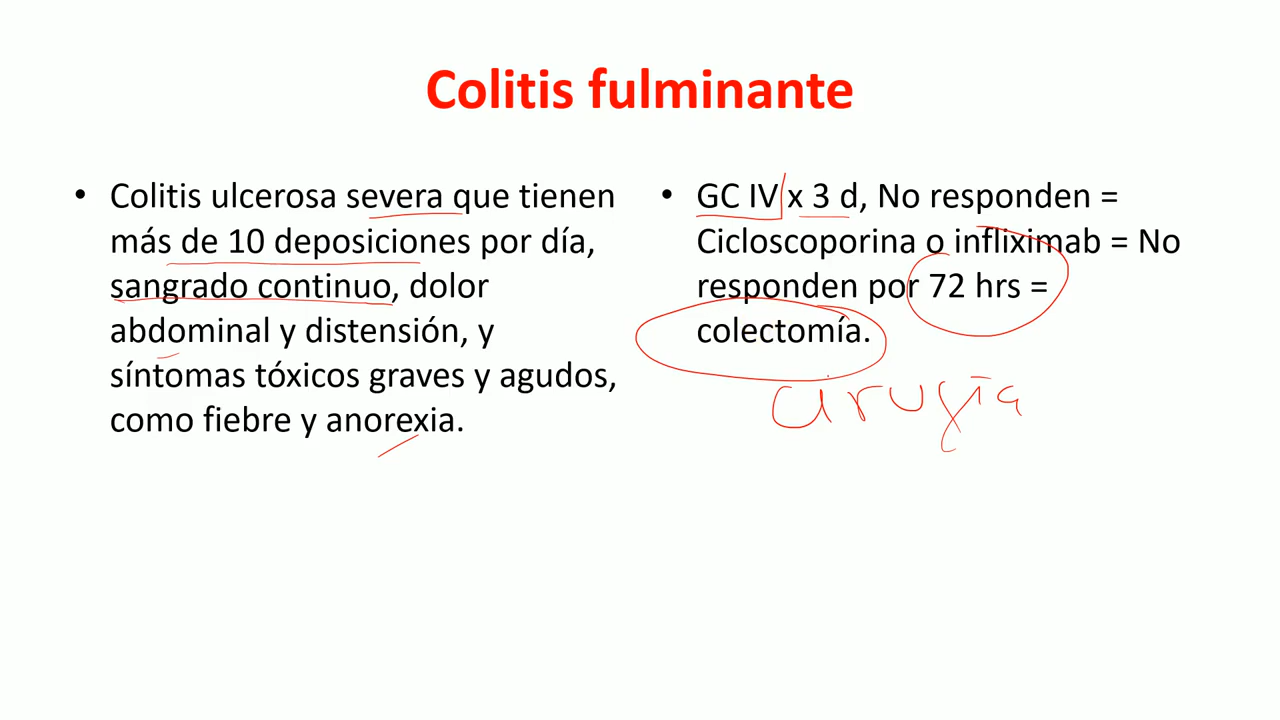 Colitis fulminante
• Colitis ulcerosa severa que tienen
más de 10 deposiciones por día,
sangrado continuo, dolor
abdominal y distensión, y
síntomas tóxicos graves y agudos,
como fiebre y anorexia.
• GC IV x 3 d, No responden =
Cicloscoporina o infliximab = No
responden por 72 hrs =
colectomía.
cirugía